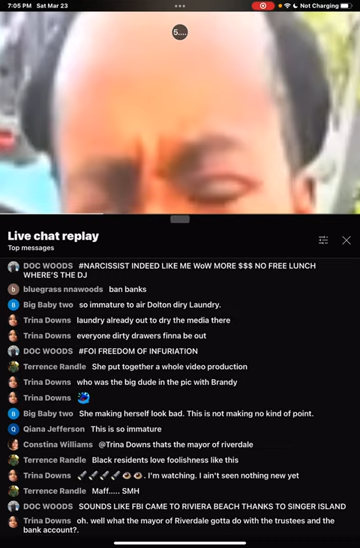 7:05 PM Sat Mar 23
Not Charging
5....
Live chat replay
Top messages
DOC WOODS #NARCISSIST INDEED LIKE ME WoW MORE $$$ NO FREE LUNCH
WHERE'S THE DJ
bluegrass nnawoods ban banks
Big Baby two so immature to air Dolton diry Laundry.
Trina Downs laundry already out to dry the media there
Trina Downs everyone dirty drawers finna be out
DOC WOODS #FOI FREEDOM OF INFURIATION
Terrence Randle She put together a whole video production
Trina Downs who was the big dude in the pic with Brandy
Trina Downs
Big Baby two She making herself look bad. This is not making no kind of point.
Qiana Jefferson This is so immature
Constina Williams @Trina Downs thats the mayor of riverdale
Terrence Randle Black residents love foolishness like this
Trina Downs 🍾🍾🍾🍾👁️👁️. I'm watching. I ain't seen nothing new yet
Terrence Randle Maff..... SMH
DOC WOODS SOUNDS LIKE FBI CAME TO RIVIERA BEACH THANKS TO SINGER ISLAND
Trina Downs oh. well what the mayor of Riverdale gotta do with the trustees and the
bank account?.